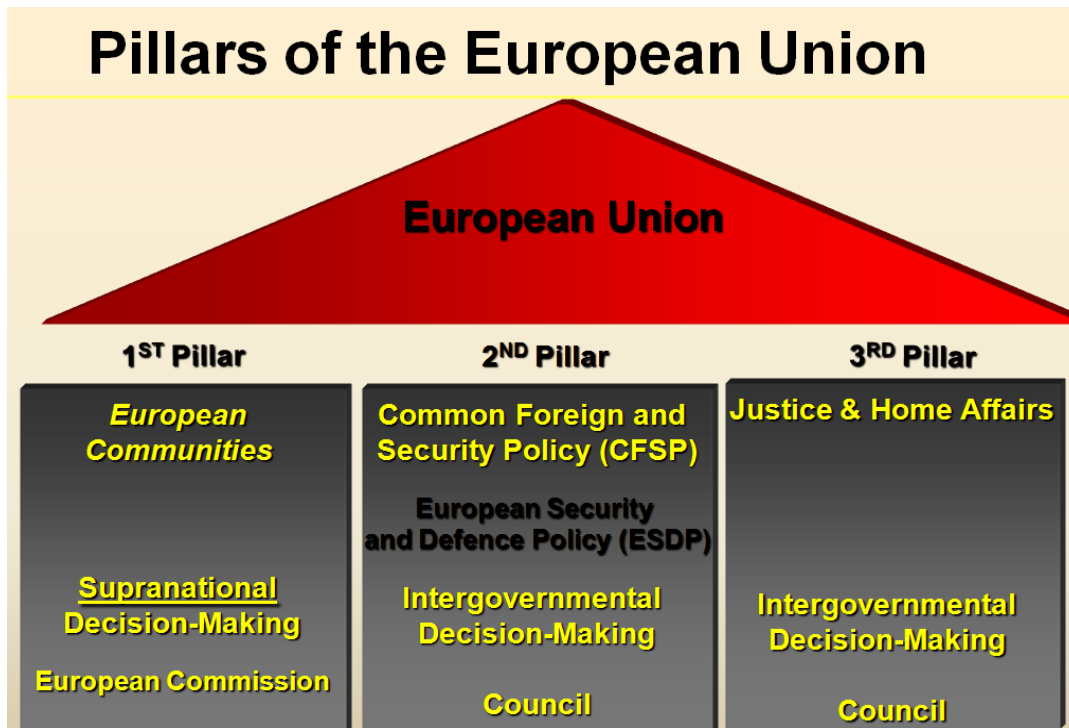 Pillars of the European Union
European Union
1ST Pillar
European
Communities
Supranational
Decision-Making
European Commission
2ND Pillar
Common Foreign and
Security Policy (CFSP)
European Security
and Defence Policy (ESDP)
Intergovernmental
Decision-Making
Council
3RD Pillar
Justice & Home Affairs
Intergovernmental
Decision-Making
Council